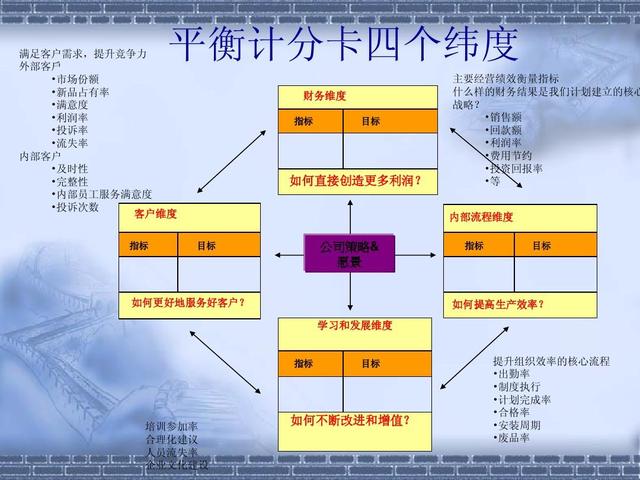 平衡计分卡四个纬度
满足客户需求，提升竞争力
外部客户
•市场份额
•新品占有率
•满意度
•利润率
•投诉率
•流失率
内部客户
•及时性
•完整性
•内部员工服务满意度
•投诉次数
主要经营绩效衡量指标
什么样的财务结果是我们计划建立的核心
战略？
•销售额
•回款额
•利润率
•费用节约
•投资回报率
•等
财务维度
指标 目标
如何直接创造更多利润？
客户维度
指标 目标
如何更好地服务好客户？
公司策略&
愿景
内部流程维度
指标 目标
如何提高生产效率？
学习和发展维度
指标 目标
如何不断改进和增值？
提升组织效率的核心流程
•出勤率
•制度执行
•计划完成率
•合格率
•安装周期
•废品率
培训参加率
合理化建议
人员流失率
企业文化建设